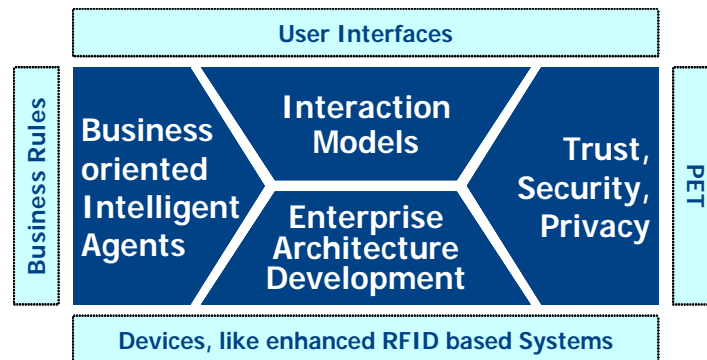 User Interfaces
Business Rules
Business
oriented
Intelligent
Agents
Interaction
Models
Enterprise
Architecture
Development
Trust,
Security,
Privacy
PET
Devices, like enhanced RFID based Systems